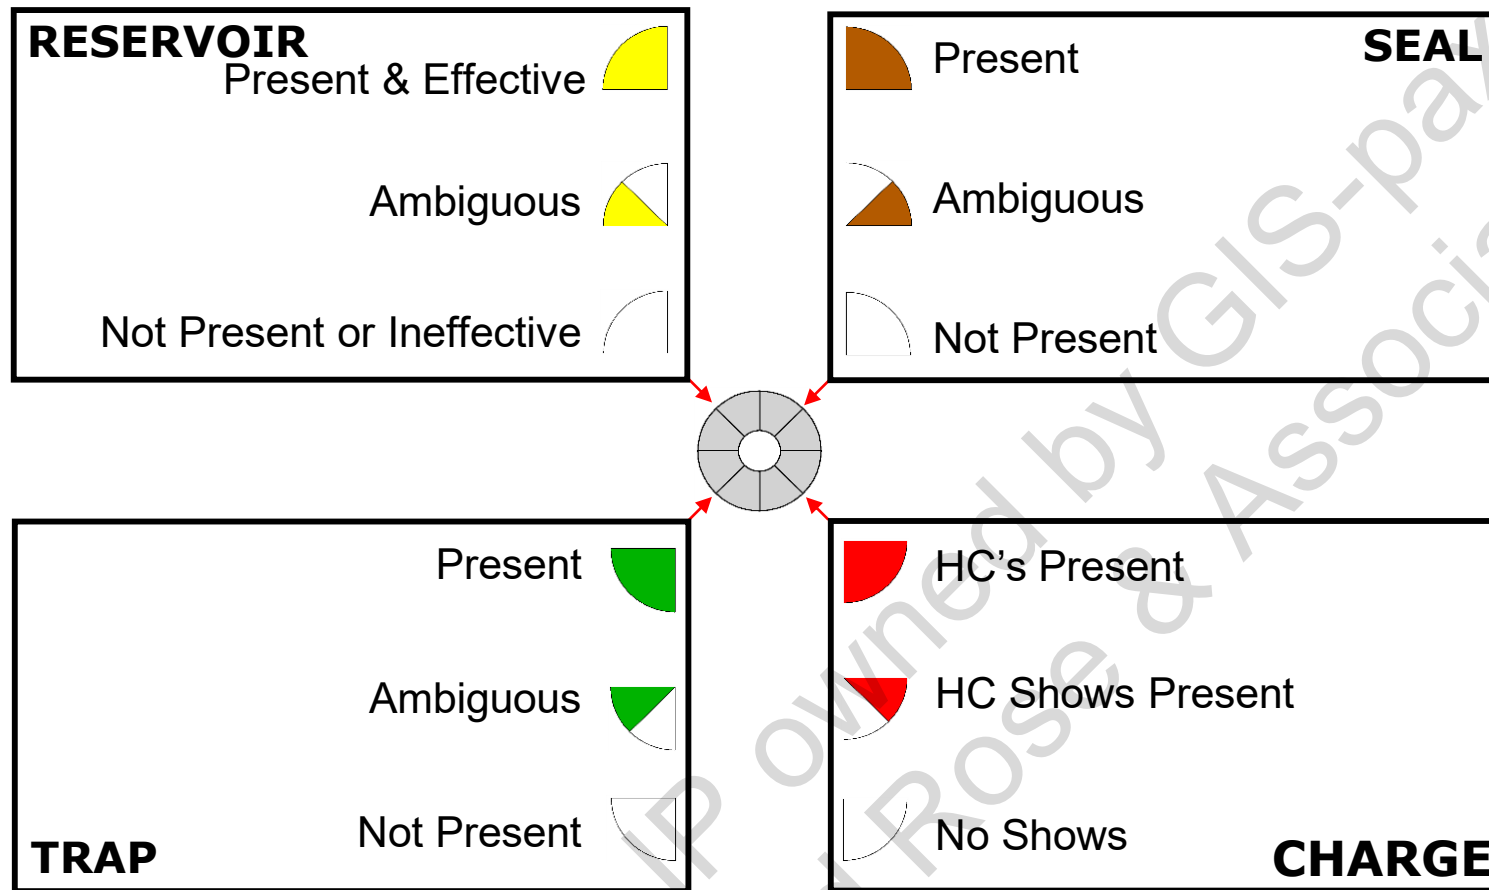 RESERVOIR
Present & Effective
Ambiguous
Not Present or Ineffective
SEAL
Present
Ambiguous
Not Present
TRAP
Present
Ambiguous
Not Present
HC's Present
HC Shows Present
No Shows
CHARGE
IP owned by GIS-pax
Rose & Associa